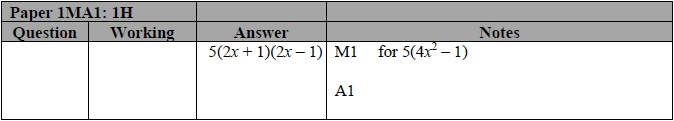 Paper 1MA1: 1H
Question Working Answer Notes
5(2x + 1)(2x – 1) M1 for 5(4x² – 1)
A1